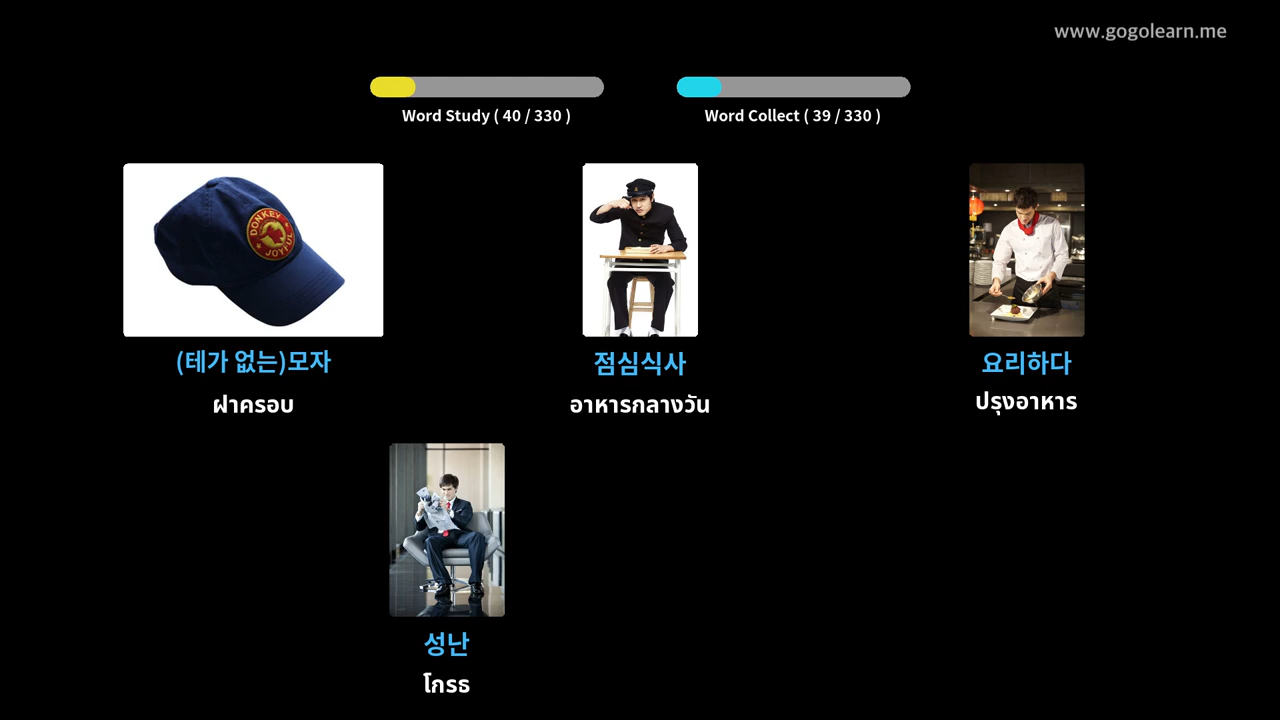 www.gogolearn.me
Word Study ( 40 / 330 )
Word Collect ( 39 / 330 )
DONKEY
JOYFUL
(테가 없는)모자
점심식사
요리하다
ฝาครอบ
อาหารกลางวัน
ปรุงอาหาร
성난
โกรธ